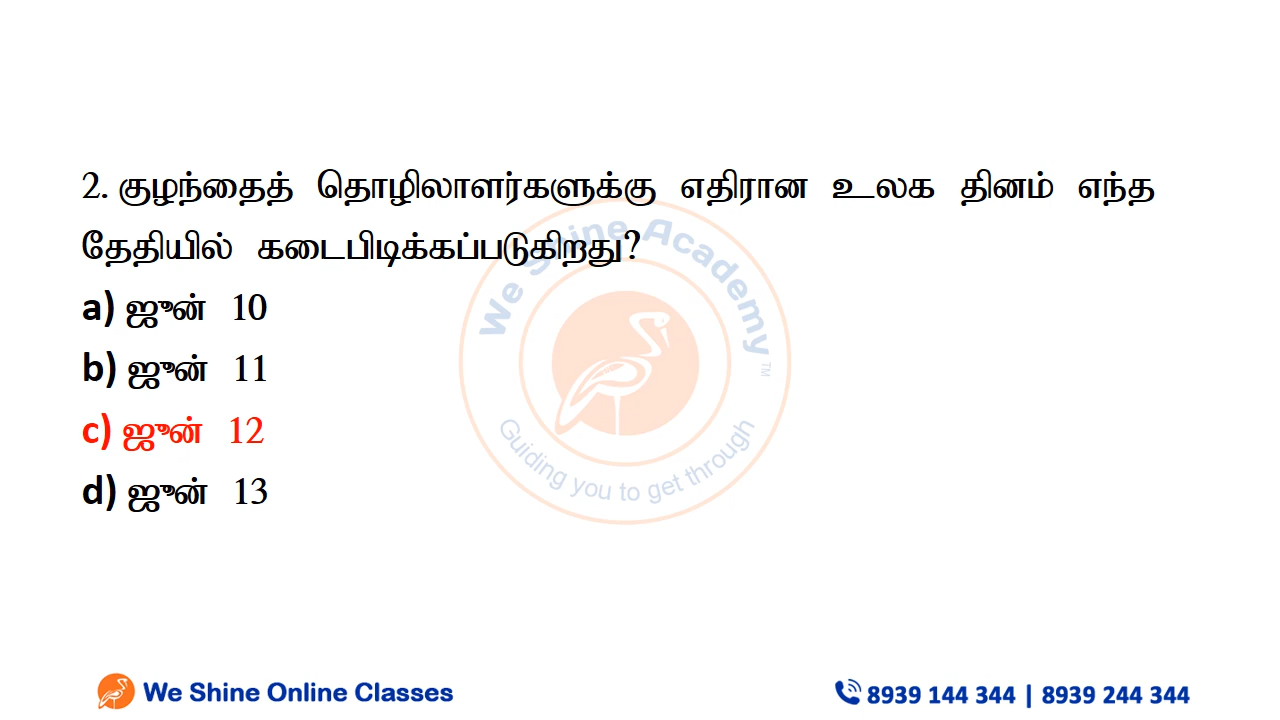 2. குழந்தைத் தொழிலாளர்களுக்கு எதிரான உலக தினம் எந்த
தேதியில் கடைபிடிக்கப்படுகிறது?
a) ஜூன் 10
b) ஜூன் 11
c) ஜூன் 12
d) ஜூன் 13
We Shine Academy
TM
Guiding you to get through
We Shine Online Classes
8939 144 344 | 8939 244 344